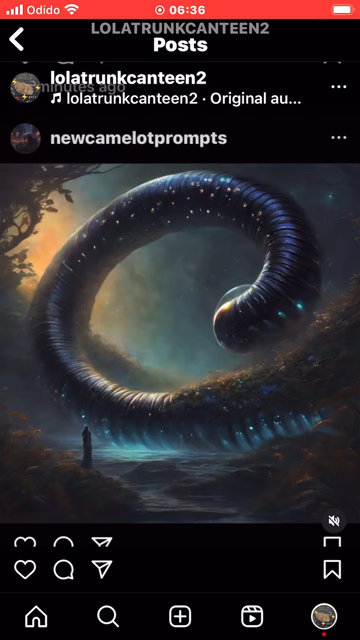 Odido 06:36
LOLATRUNKCANTEEN2
Posts
lolatrunkcanteen2
minutes ago
lolatrunkcanteen2 · Original au...
newcamelotprompts